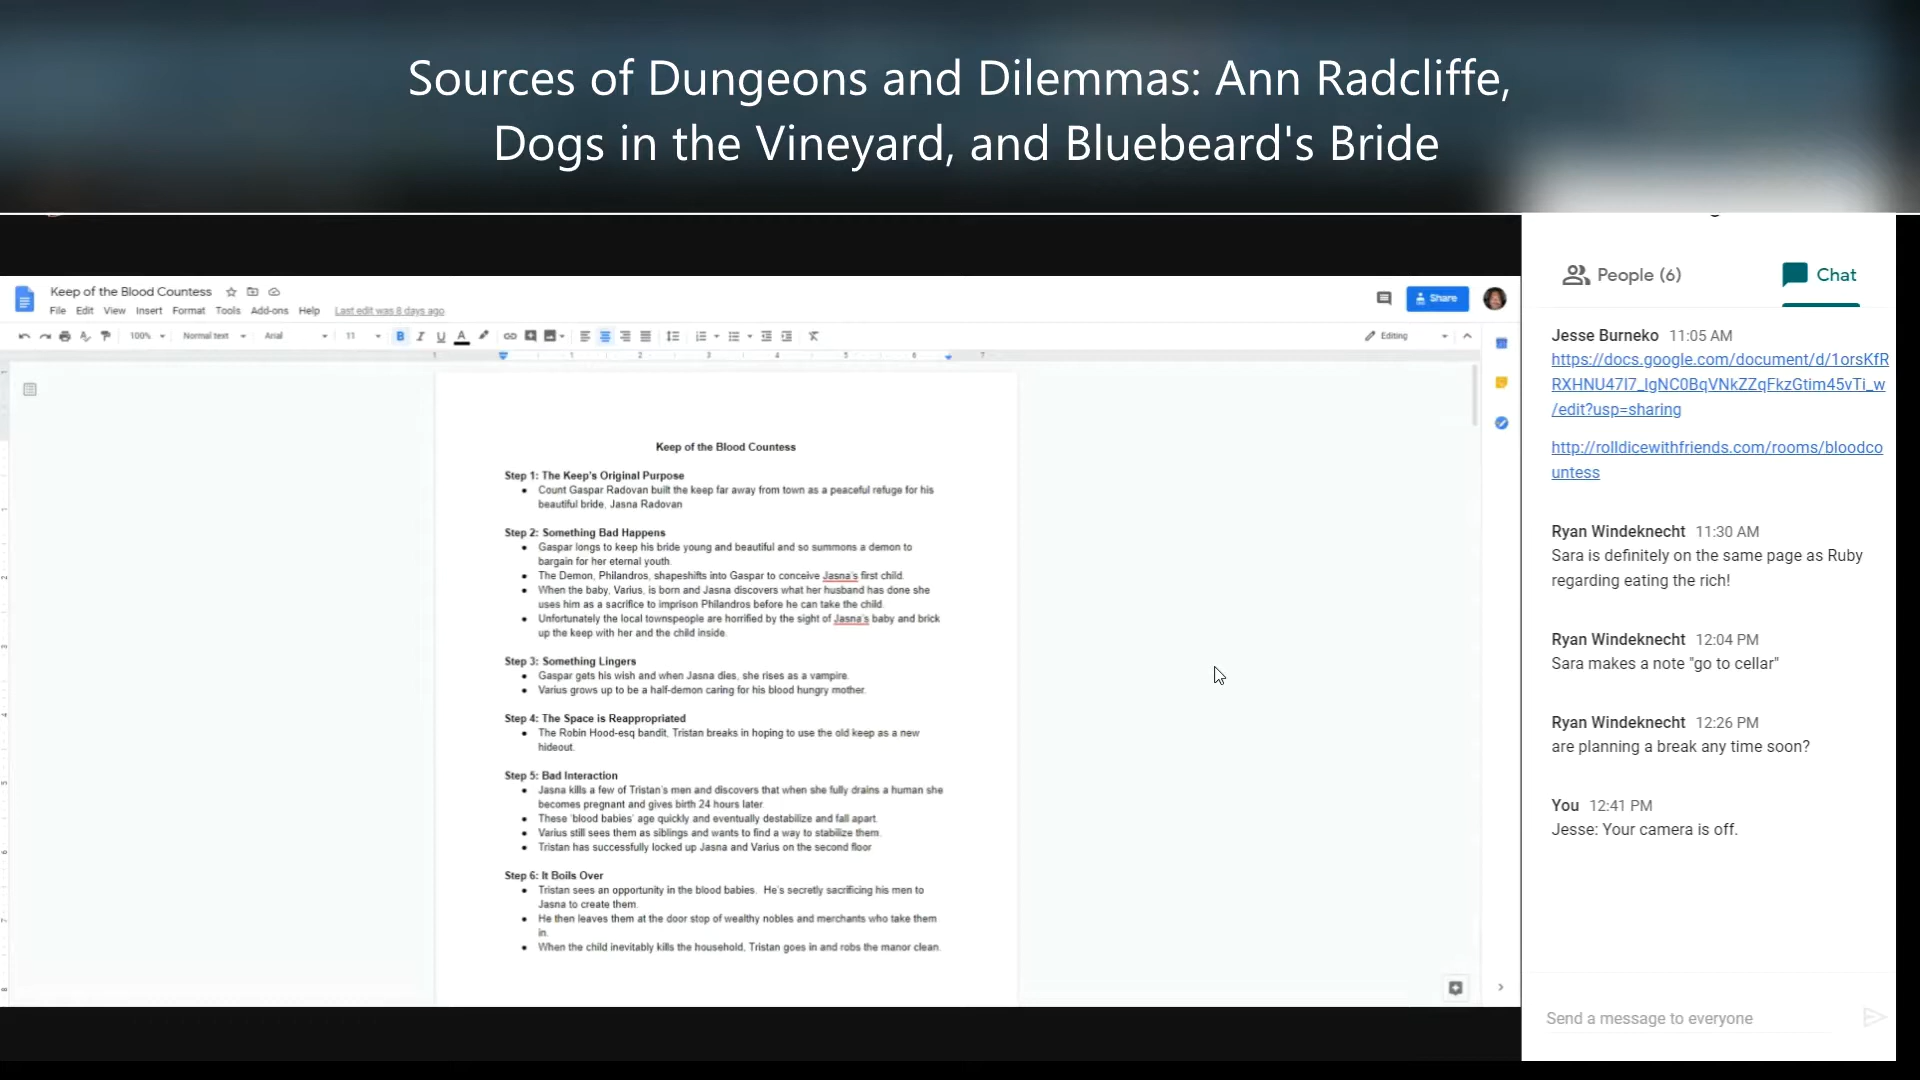 Sources of Dungeons and Dilemmas: Ann Radcliffe,
Dogs in the Vineyard, and Bluebeard's Bride
Keep of the Blood Countess
File Edit View Insert Format Tools Add-ons Help Last edit was 8 days ago
Share
100% Normal text Arial 11
Editing
1 1 2 3 4 5 6 7
Keep of the Blood Countess
Step 1: The Keep's Original Purpose
● Count Gaspar Radovan built the keep far away from town as a peaceful refuge for his
beautiful bride, Jasna Radovan
Step 2: Something Bad Happens
● Gaspar longs to keep his bride young and beautiful and so summons a demon to
bargain for her eternal youth.
● The Demon, Philandros, shapeshifts into Gaspar to conceive Jasna's first child.
● When the baby, Varius, is born and Jasna discovers what her husband has done she
uses him as a sacrifice to imprison Philandros before he can take the child.
● Unfortunately the local townspeople are horrified by the sight of Jasna's baby and brick
up the keep with her and the child inside.
Step 3: Something Lingers
● Gaspar gets his wish and when Jasna dies, she rises as a vampire.
● Varius grows up to be a half-demon caring for his blood hungry mother.
Step 4: The Space is Reappropriated
● The Robin Hood-esq bandit, Tristan breaks in hoping to use the old keep as a new
hideout.
Step 5: Bad Interaction
● Jasna kills a few of Tristan's men and discovers that when she fully drains a human she
becomes pregnant and gives birth 24 hours later.
● These 'blood babies' age quickly and eventually destabilize and fall apart.
● Varius still sees them as siblings and wants to find a way to stabilize them.
● Tristan has successfully locked up Jasna and Varius on the second floor
Step 6: It Boils Over
● Tristan sees an opportunity in the blood babies. He's secretly sacrificing his men to
Jasna to create them.
● He then leaves them at the door stop of wealthy nobles and merchants who take them
in.
● When the child inevitably kills the household, Tristan goes in and robs the manor clean.
People (6) Chat
Jesse Burneko 11:05 AM
https://docs.google.com/document/d/1orsKfR
RXHNU47I7_IgNC0BqVNkZZqFkzGtim45vTi_w
/edit?usp=sharing
http://rolldicewithfriends.com/rooms/bloodco
untess
Ryan Windeknecht 11:30 AM
Sara is definitely on the same page as Ruby
regarding eating the rich!
Ryan Windeknecht 12:04 PM
Sara makes a note "go to cellar"
Ryan Windeknecht 12:26 PM
are planning a break any time soon?
You 12:41 PM
Jesse: Your camera is off.
Send a message to everyone